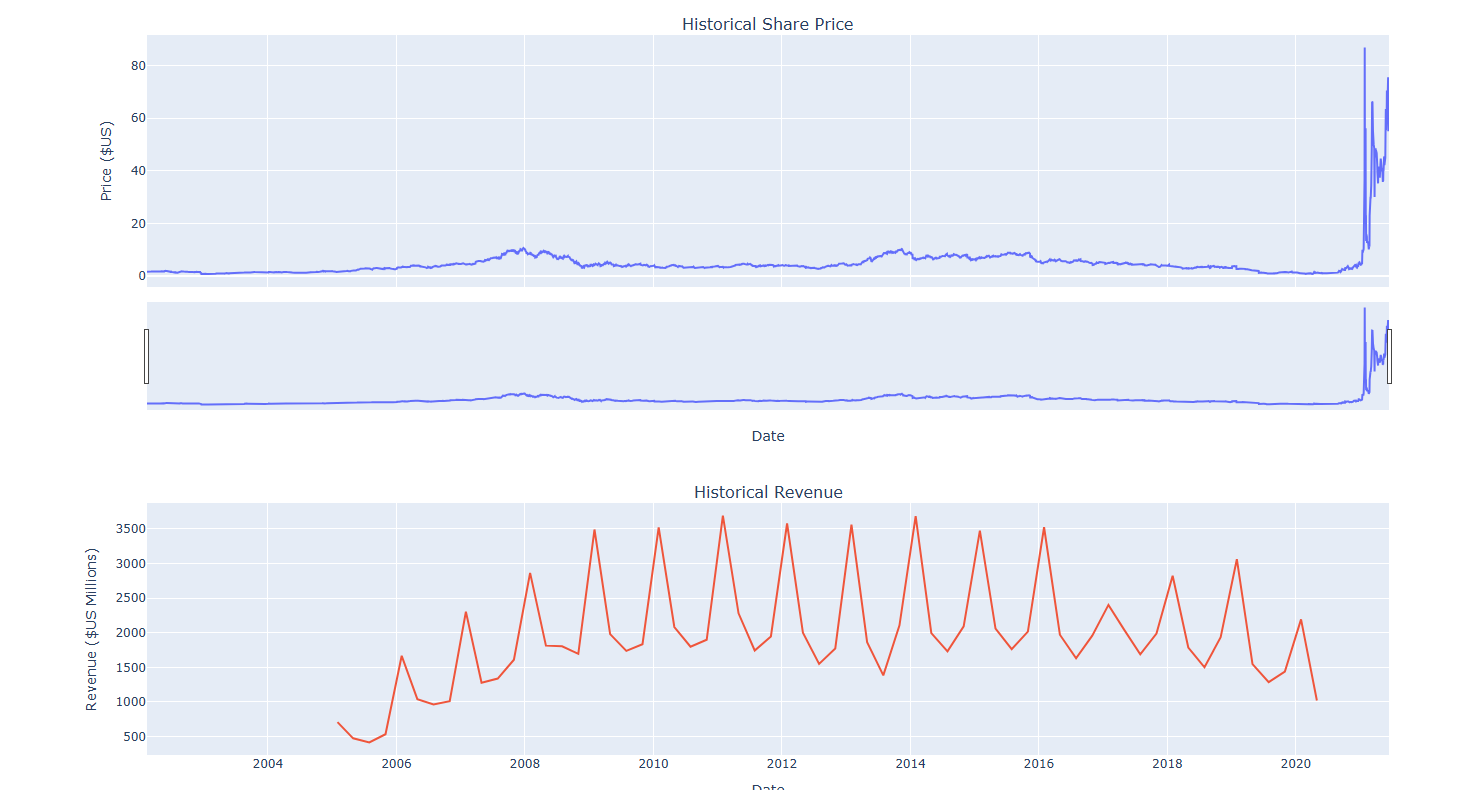 Historical Share Price
80
60
40
20
0
Price ($US)
Date
Historical Revenue
3500
3000
2500
2000
1500
1000
500
Revenue ($US Millions)
2004 2006 2008 2010 2012 2014 2016 2018 2020
Date